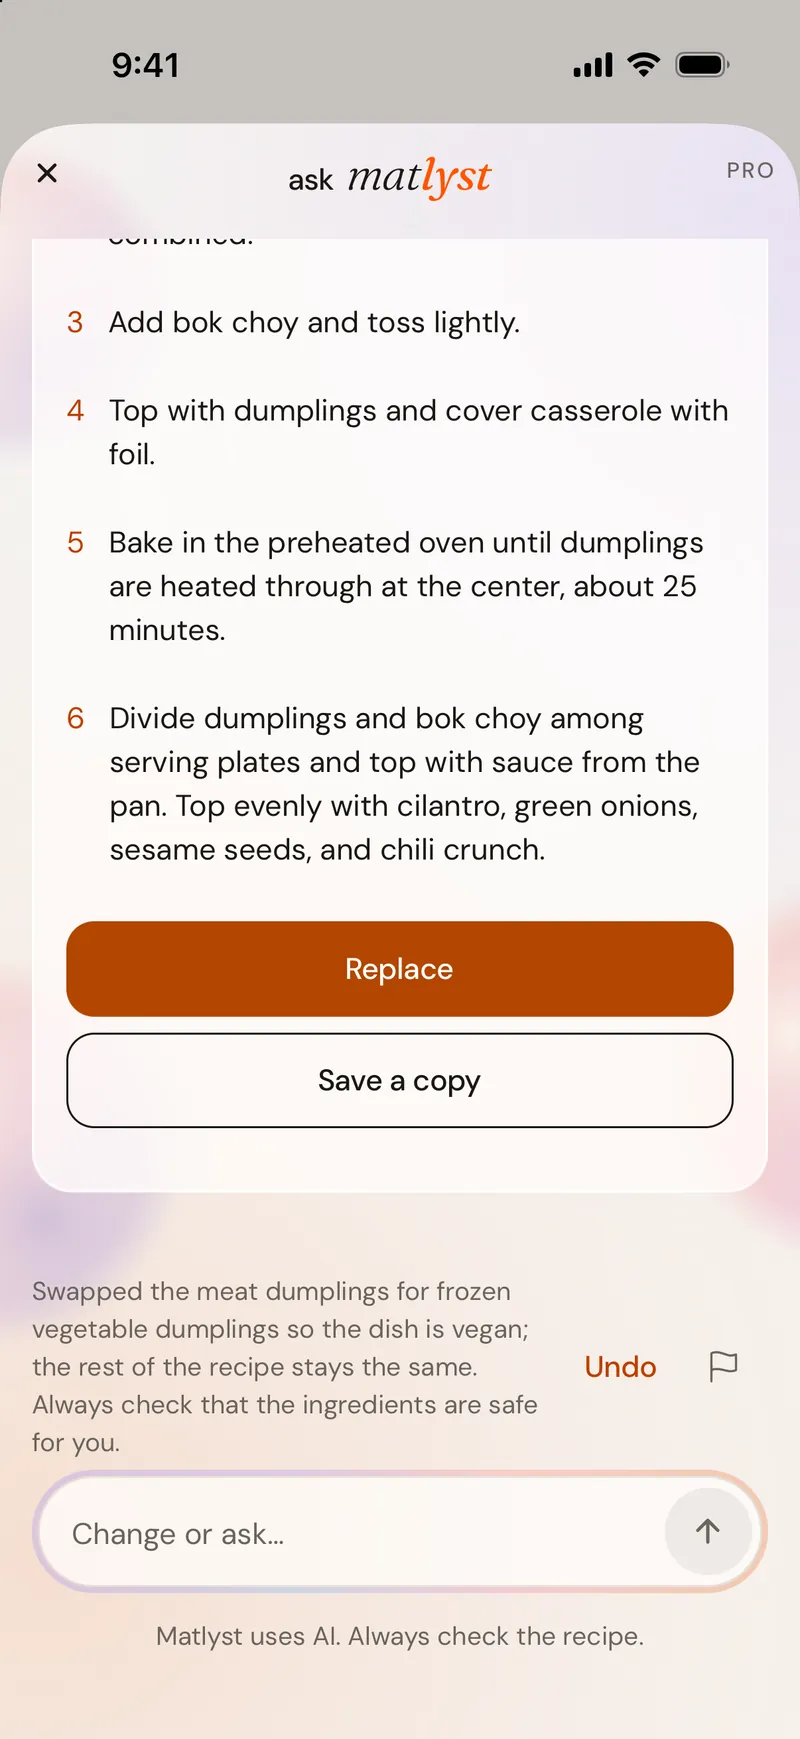 9:41
ask matlyst
PRO
combined.
3 Add bok choy and toss lightly.
4 Top with dumplings and cover casserole with
foil.
5 Bake in the preheated oven until dumplings
are heated through at the center, about 25
minutes.
6 Divide dumplings and bok choy among
serving plates and top with sauce from the
pan. Top evenly with cilantro, green onions,
sesame seeds, and chili crunch.
Replace
Save a copy
Swapped the meat dumplings for frozen
vegetable dumplings so the dish is vegan;
the rest of the recipe stays the same.
Always check that the ingredients are safe
for you.
Undo
Change or ask...
Matlyst uses AI. Always check the recipe.